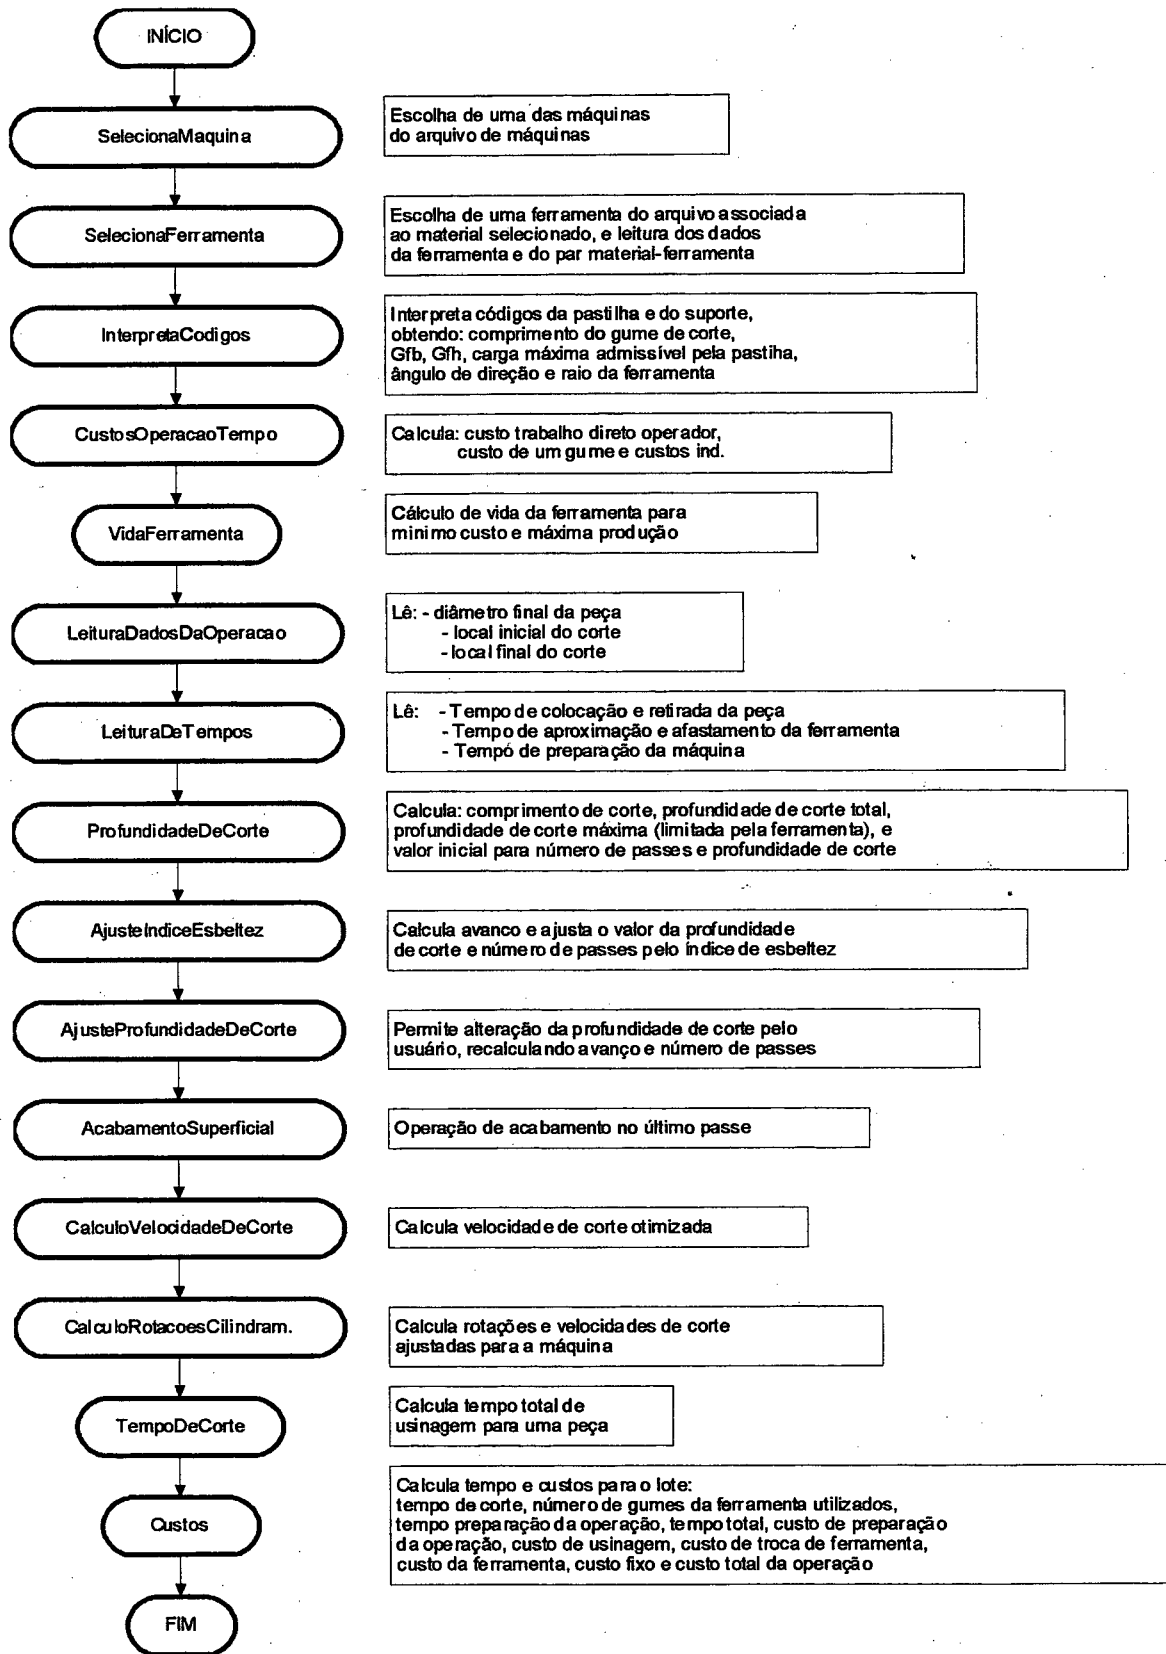 INÍCIO
SelecionaMaquina
Escolha de uma das máquinas
do arquivo de máquinas
SelecionaFerramenta
Escolha de uma ferramenta do arquivo associada
ao material selecionado, e leitura dos dados
da ferramenta e do par material-ferramenta
InterpretaCodigos
Interpreta códigos da pastilha e do suporte,
obtendo: comprimento do gume de corte,
Gfb, Gfh, carga máxima admissível pela pastiha,
ângulo de direção e raio da ferramenta
CustosOperacaoTempo
Calcula: custo trabalho direto operador,
custo de um gume e custos ind.
VidaFerramenta
Cálculo de vida da ferramenta para
minimo custo e máxima produção
LeituraDadosDaOperacao
Lê: - diâmetro final da peça
- local inicial do corte
- local final do corte
LeituraDeTempos
Lê: - Tempo de colocação e retirada da peça
- Tempo de aproximação e afastamento da ferramenta
- Tempo de preparação da máquina
ProfundidadeDeCorte
Calcula: comprimento de corte, profundidade de corte total,
profundidade de corte máxima (limitada pela ferramenta), e
valor inicial para número de passes e profundidade de corte
AjusteIndiceEsbeltez
Calcula avanco e ajusta o valor da profundidade
de corte e número de passes pelo índice de esbeltez
AjusteProfundidadeDeCorte
Permite alteração da profundidade de corte pelo
usuário, recalculando avanço e número de passes
AcabamentoSuperficial
Operação de acabamento no último passe
CalculoVelocidadeDeCorte
Calcula velocidade de corte otimizada
CalculoRotacoesCilindram.
Calcula rotações e velocidades de corte
ajustadas para a máquina
TempoDeCorte
Calcula tempo total de
usinagem para uma peça
Custos
Calcula tempo e custos para o lote:
tempo de corte, número de gumes da ferramenta utilizados,
tempo preparação da operação, tempo total, custo de preparação
da operação, custo de usinagem, custo de troca de ferramenta,
custo da ferramenta, custo fixo e custo total da operação
FIM